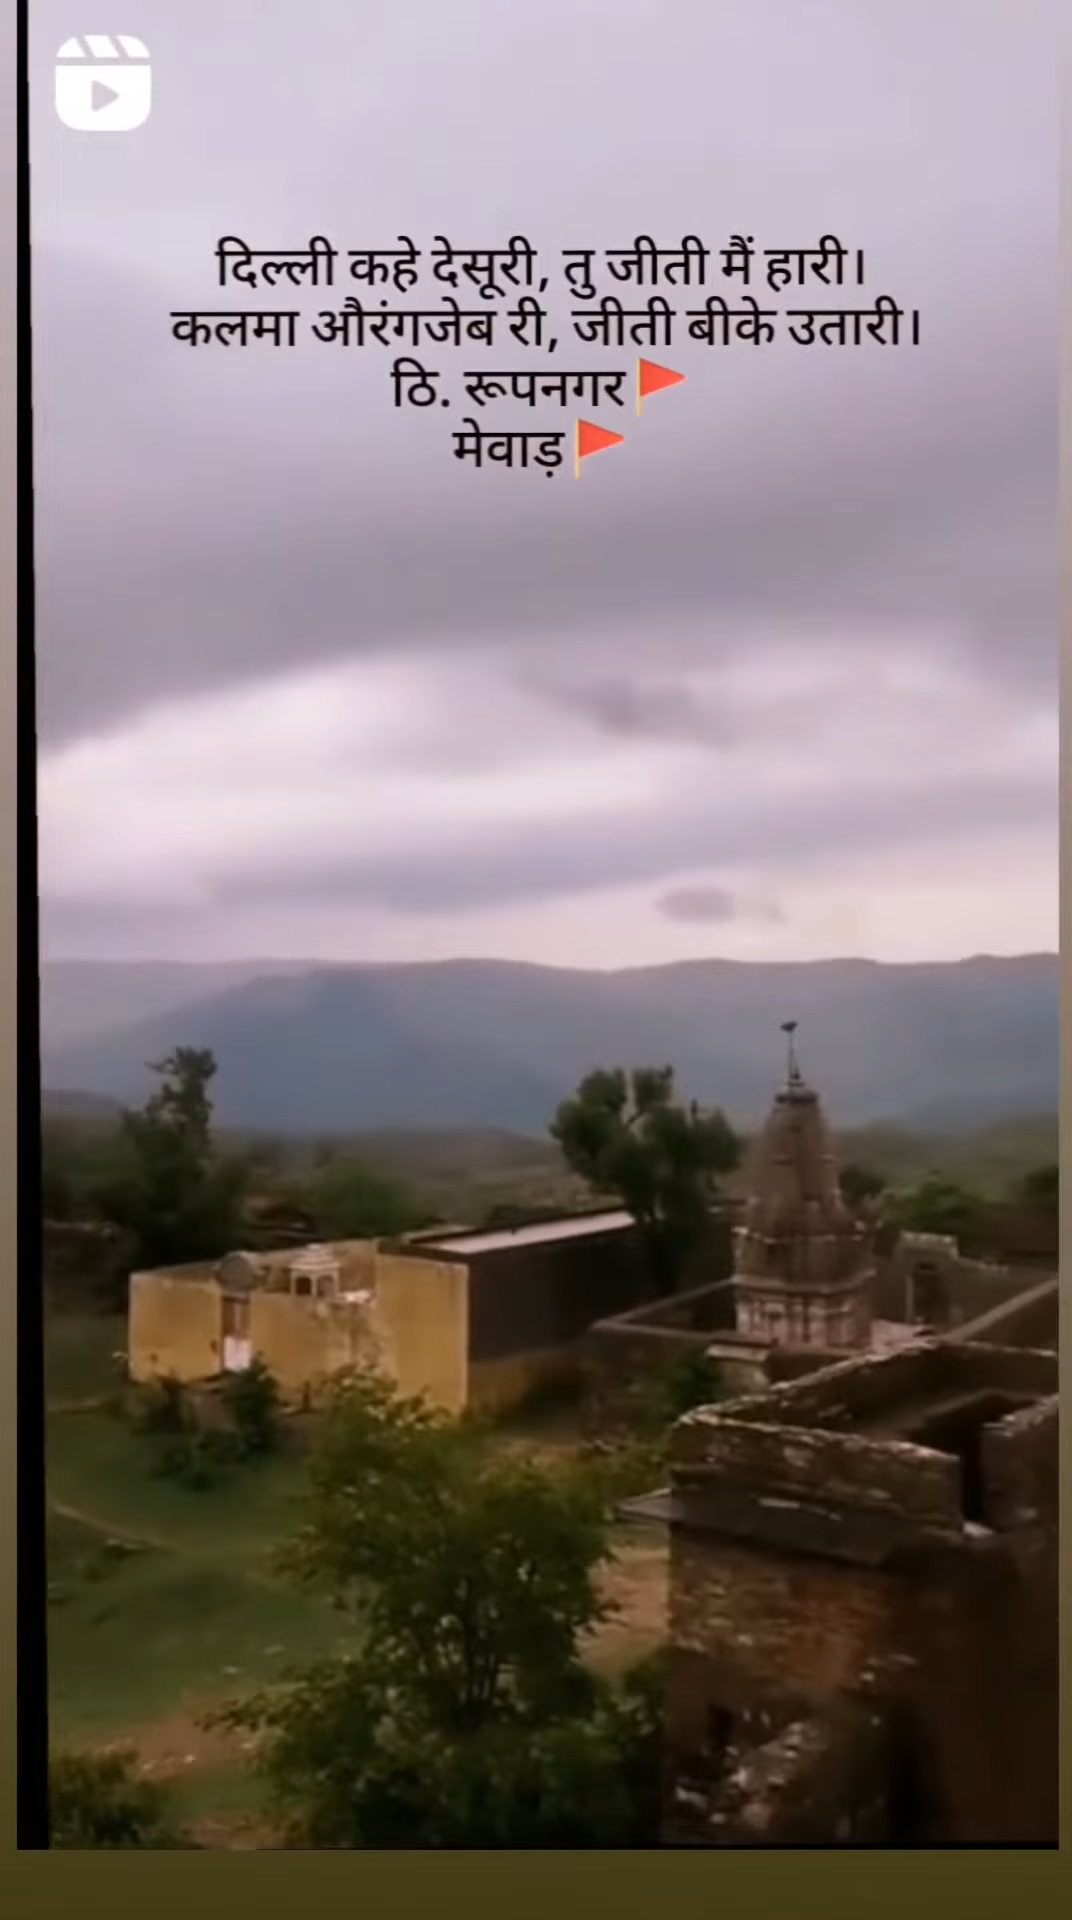 दिल्ली कहे देसूरी, तु जीती मैं हारी।
कलमा औरंगजेब री, जीती बीके उतारी।
ठि. रूपनगर🚩
मेवाड़🚩